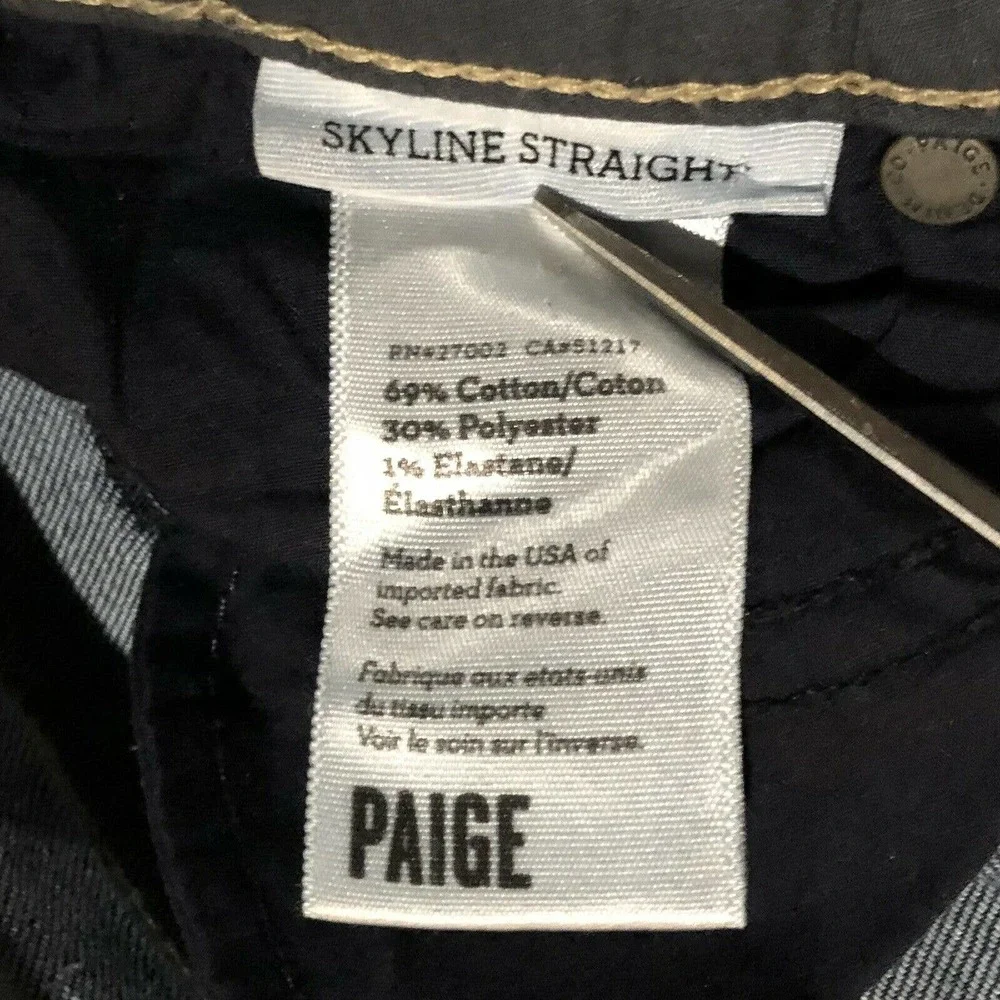 SKYLINE STRAIGHT
PAIGE
RN#27002 CA#51217
69% Cotton/Coton
30% Polyester
1% Elastane/
Élasthanne
Made in the USA of
imported fabric.
See care on reverse.
Fabrique aux etats-unis
du tissu importe
Voir le soin sur l'inverse.
PAIGE